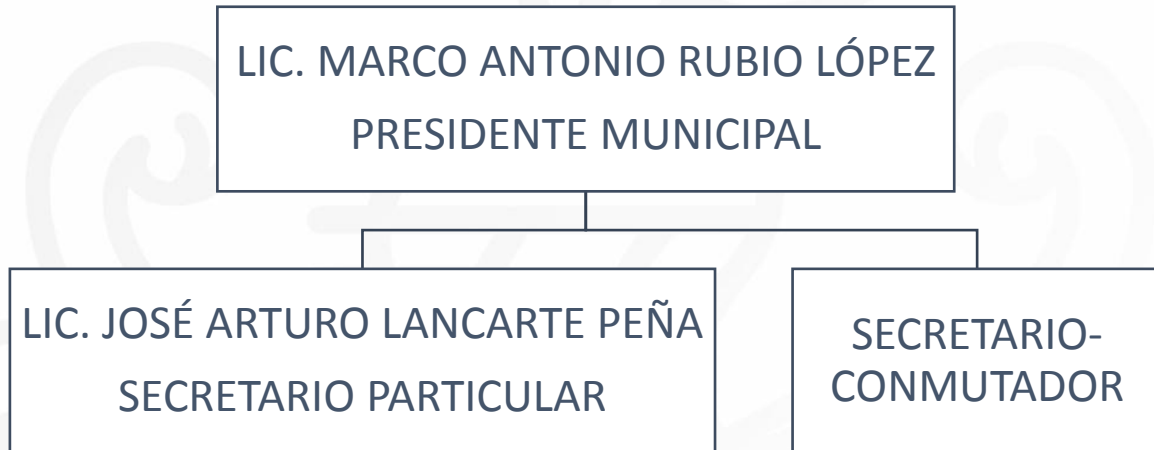 LIC. MARCO ANTONIO RUBIO LÓPEZ
PRESIDENTE MUNICIPAL
LIC. JOSÉ ARTURO LANCARTE PEÑA
SECRETARIO PARTICULAR
SECRETARIO-
CONMUTADOR